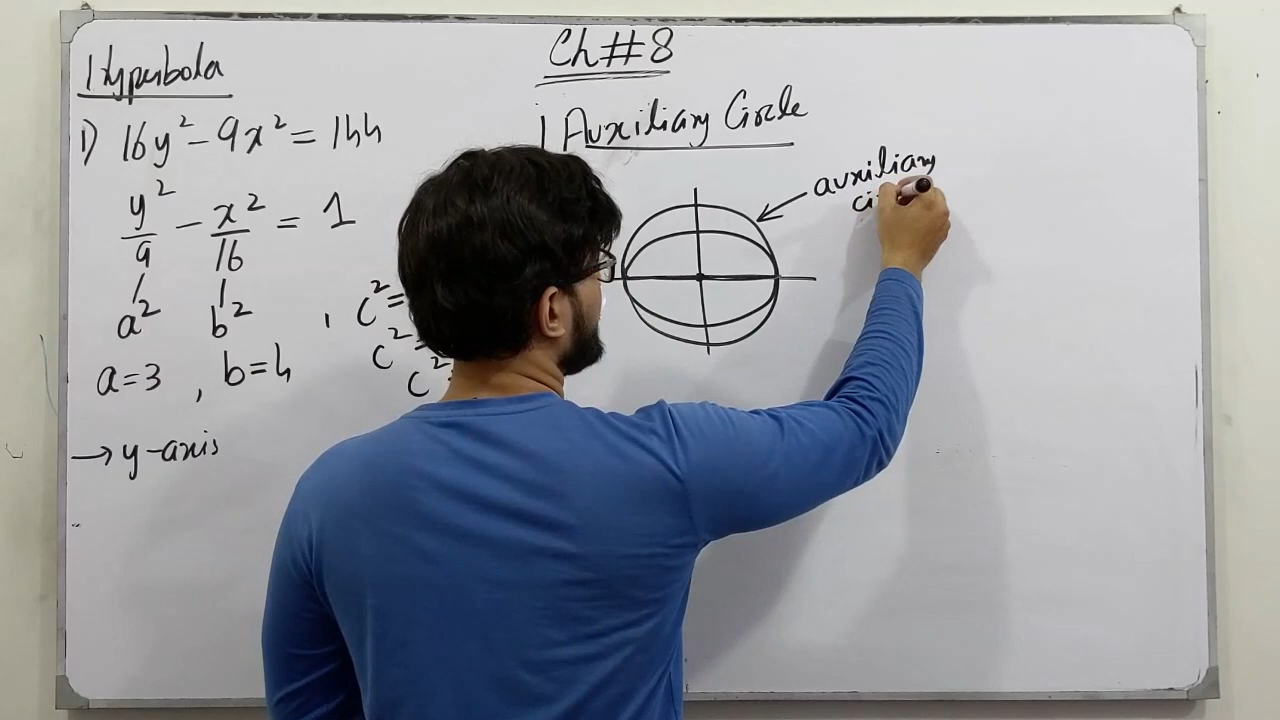 Hyperbola
1) 16y² - 9x² = 144
y²/9 - x²/16 = 1
a² b² , c² =
c² =
c²
a=3 , b=4
→ y-axis
Ch#8
Auxiliary Circle
auxiliary
ci